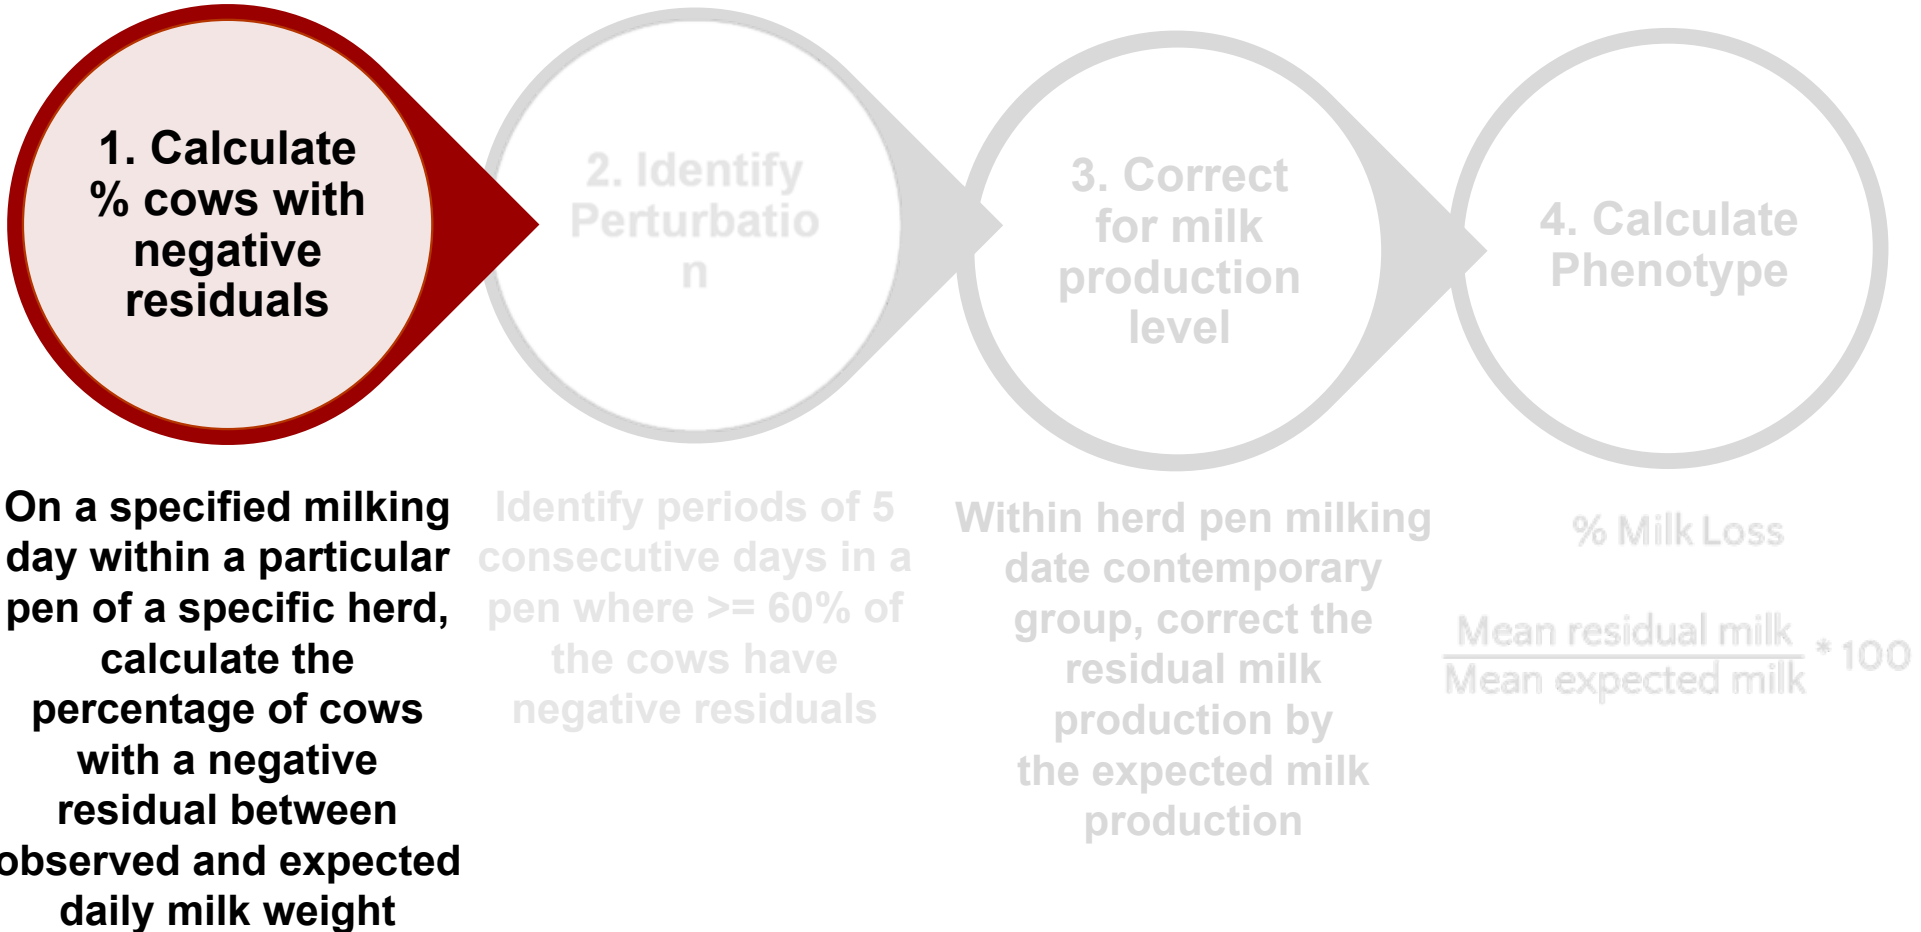 1. Calculate
% cows with
negative
residuals
On a specified milking
day within a particular
pen of a specific herd,
calculate the
percentage of cows
with a negative
residual between
observed and expected
daily milk weight
2. Identify
Perturbatio
n
Identify periods of 5
consecutive days in a
pen where >= 60% of
the cows have
negative residuals
3. Correct
for milk
production
level
Within herd pen milking
date contemporary
group, correct the
residual milk
production by
the expected milk
production
4. Calculate
Phenotype
% Milk Loss
Mean residual milk
Mean expected milk
* 100